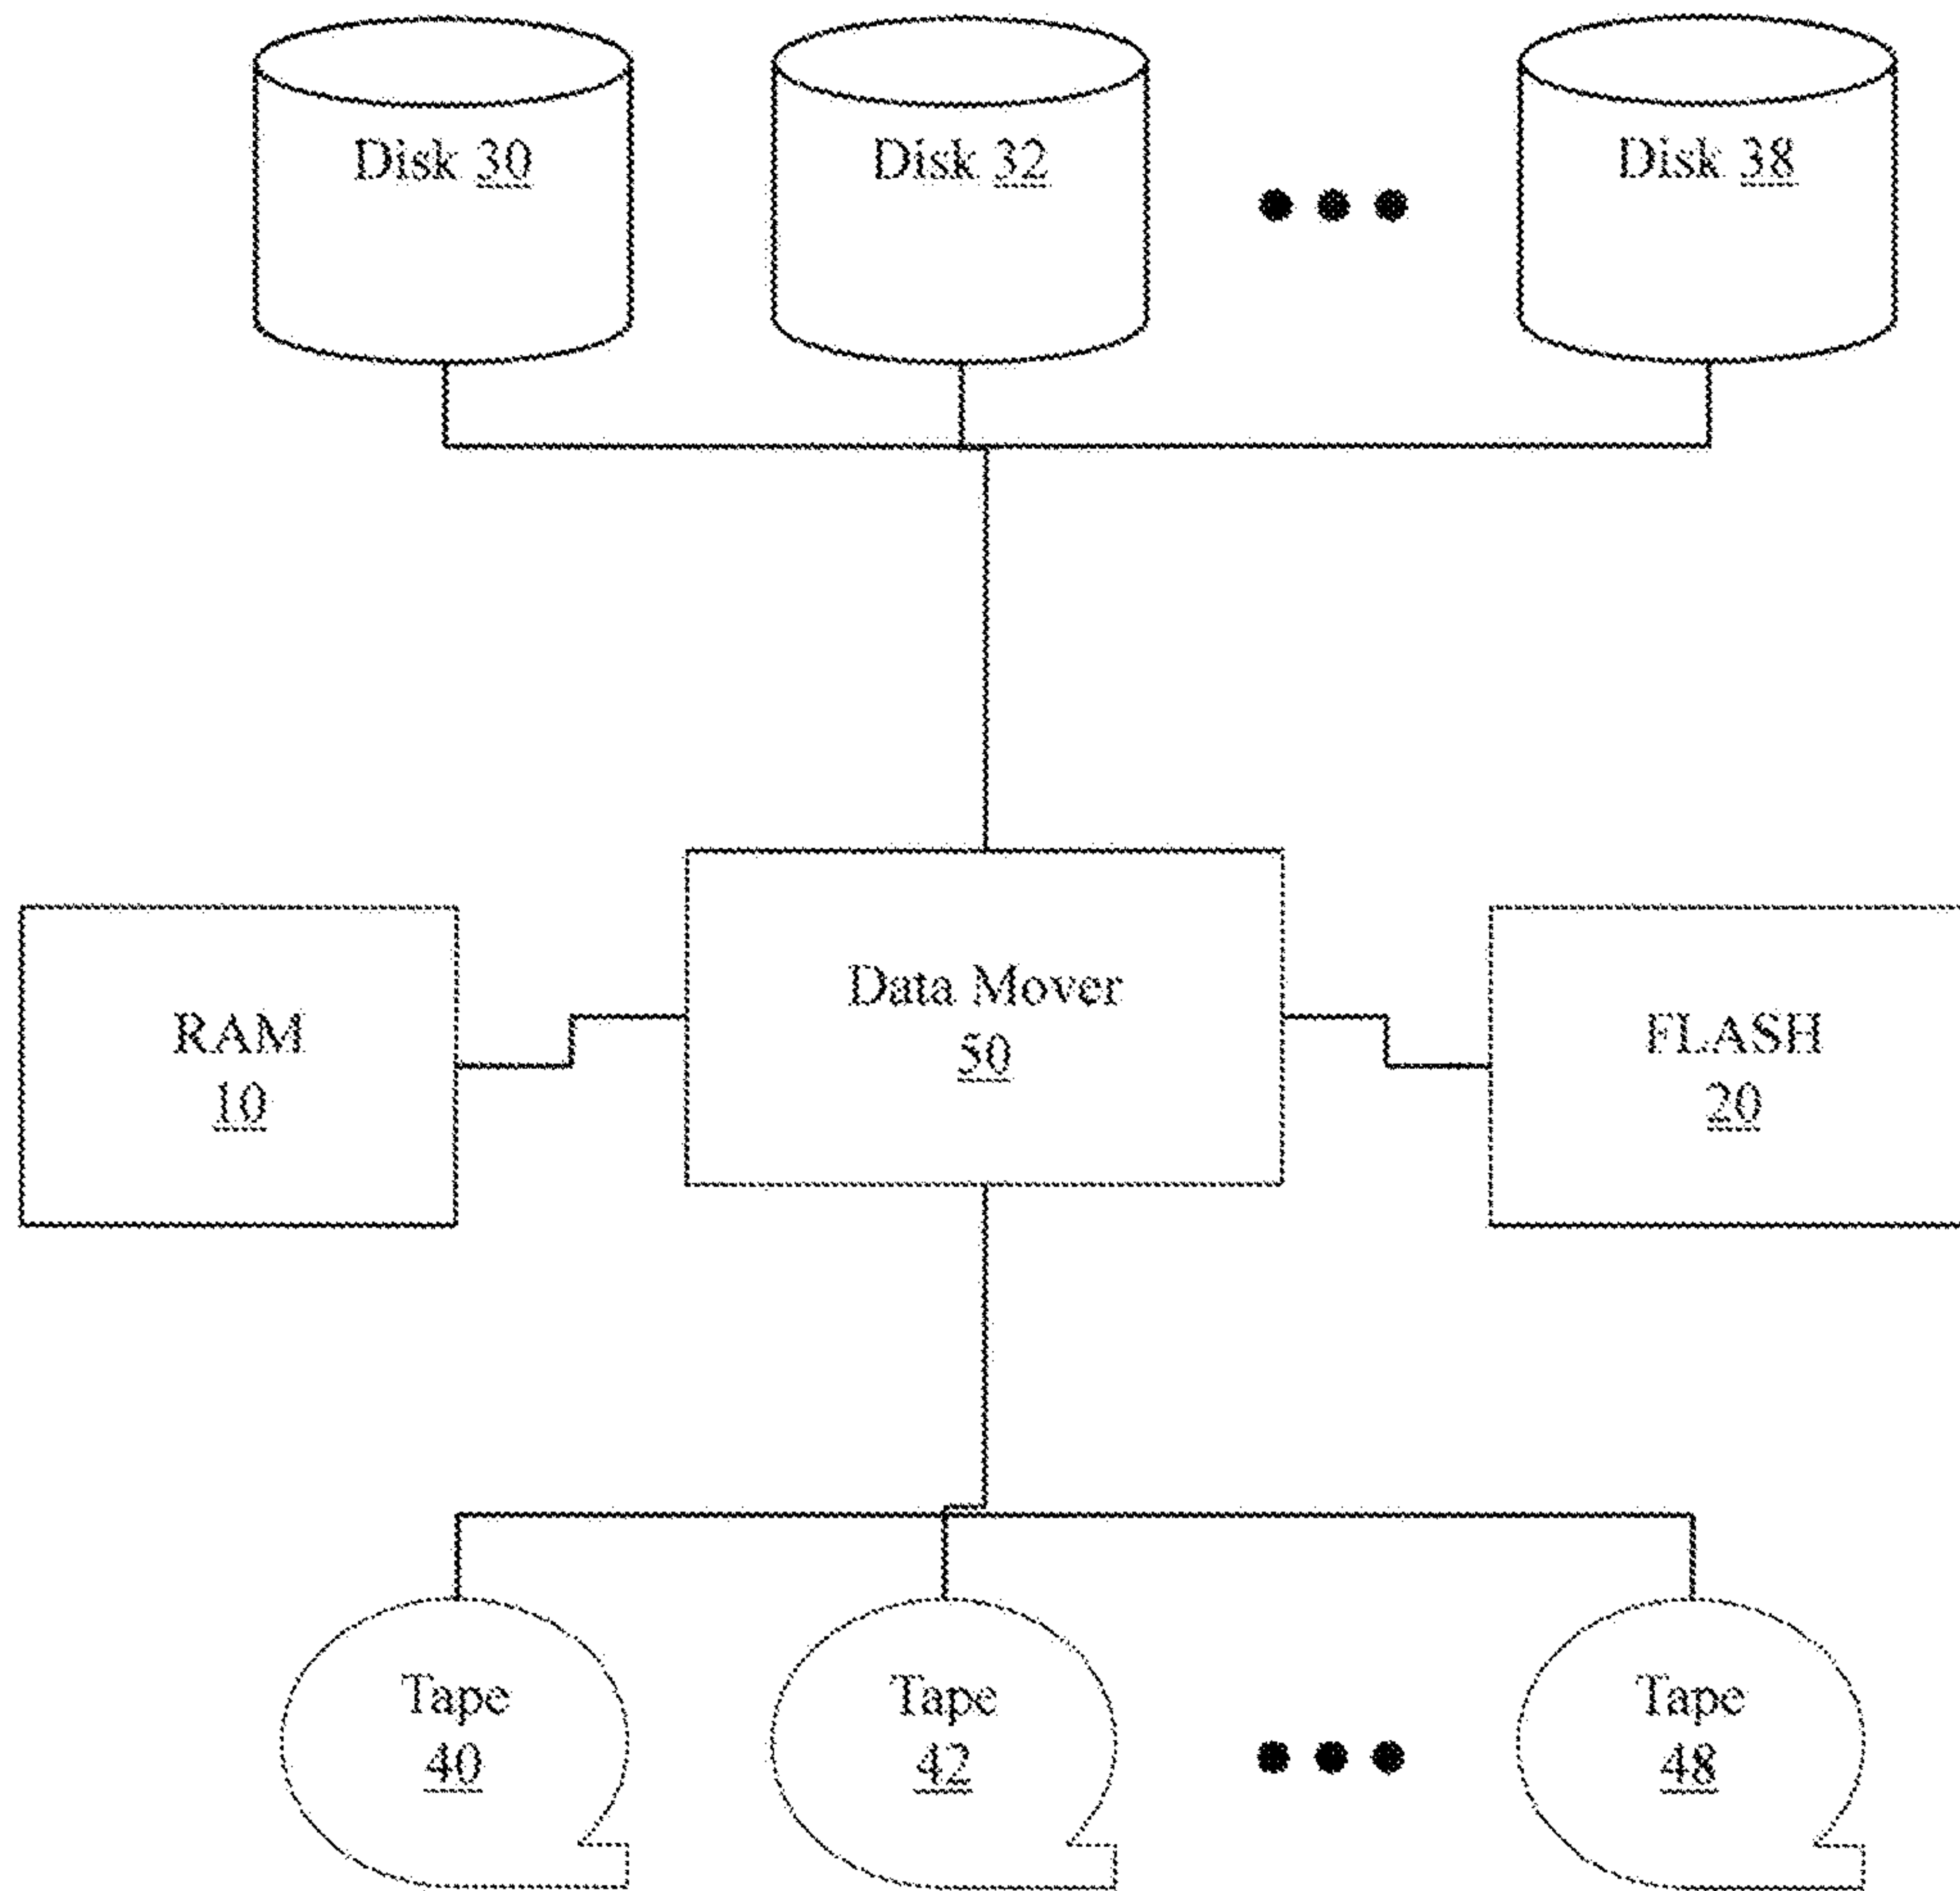 Disk 30
Disk 32
Disk 38
RAM
10
Data Mover
50
FLASH
20
Tape
40
Tape
42
Tape
48